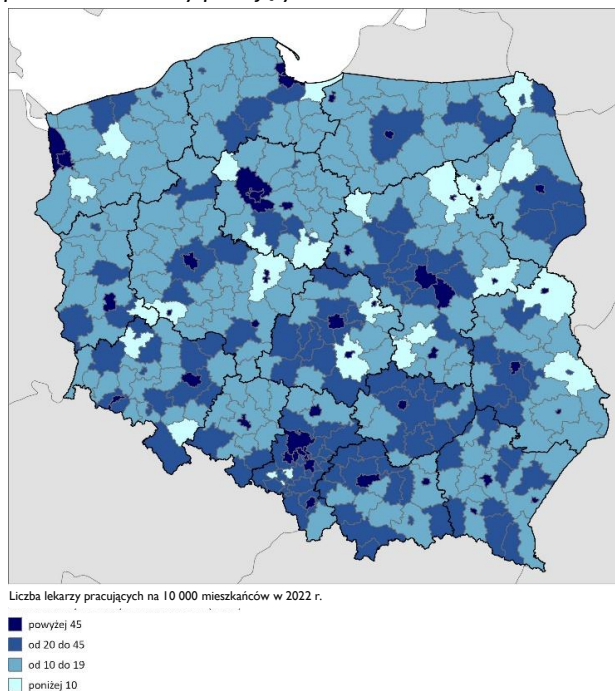 Liczba lekarzy pracujących na 10 000 mieszkańców w 2022 r.
powyżej 45
od 20 do 45
od 10 do 19
poniżej 10